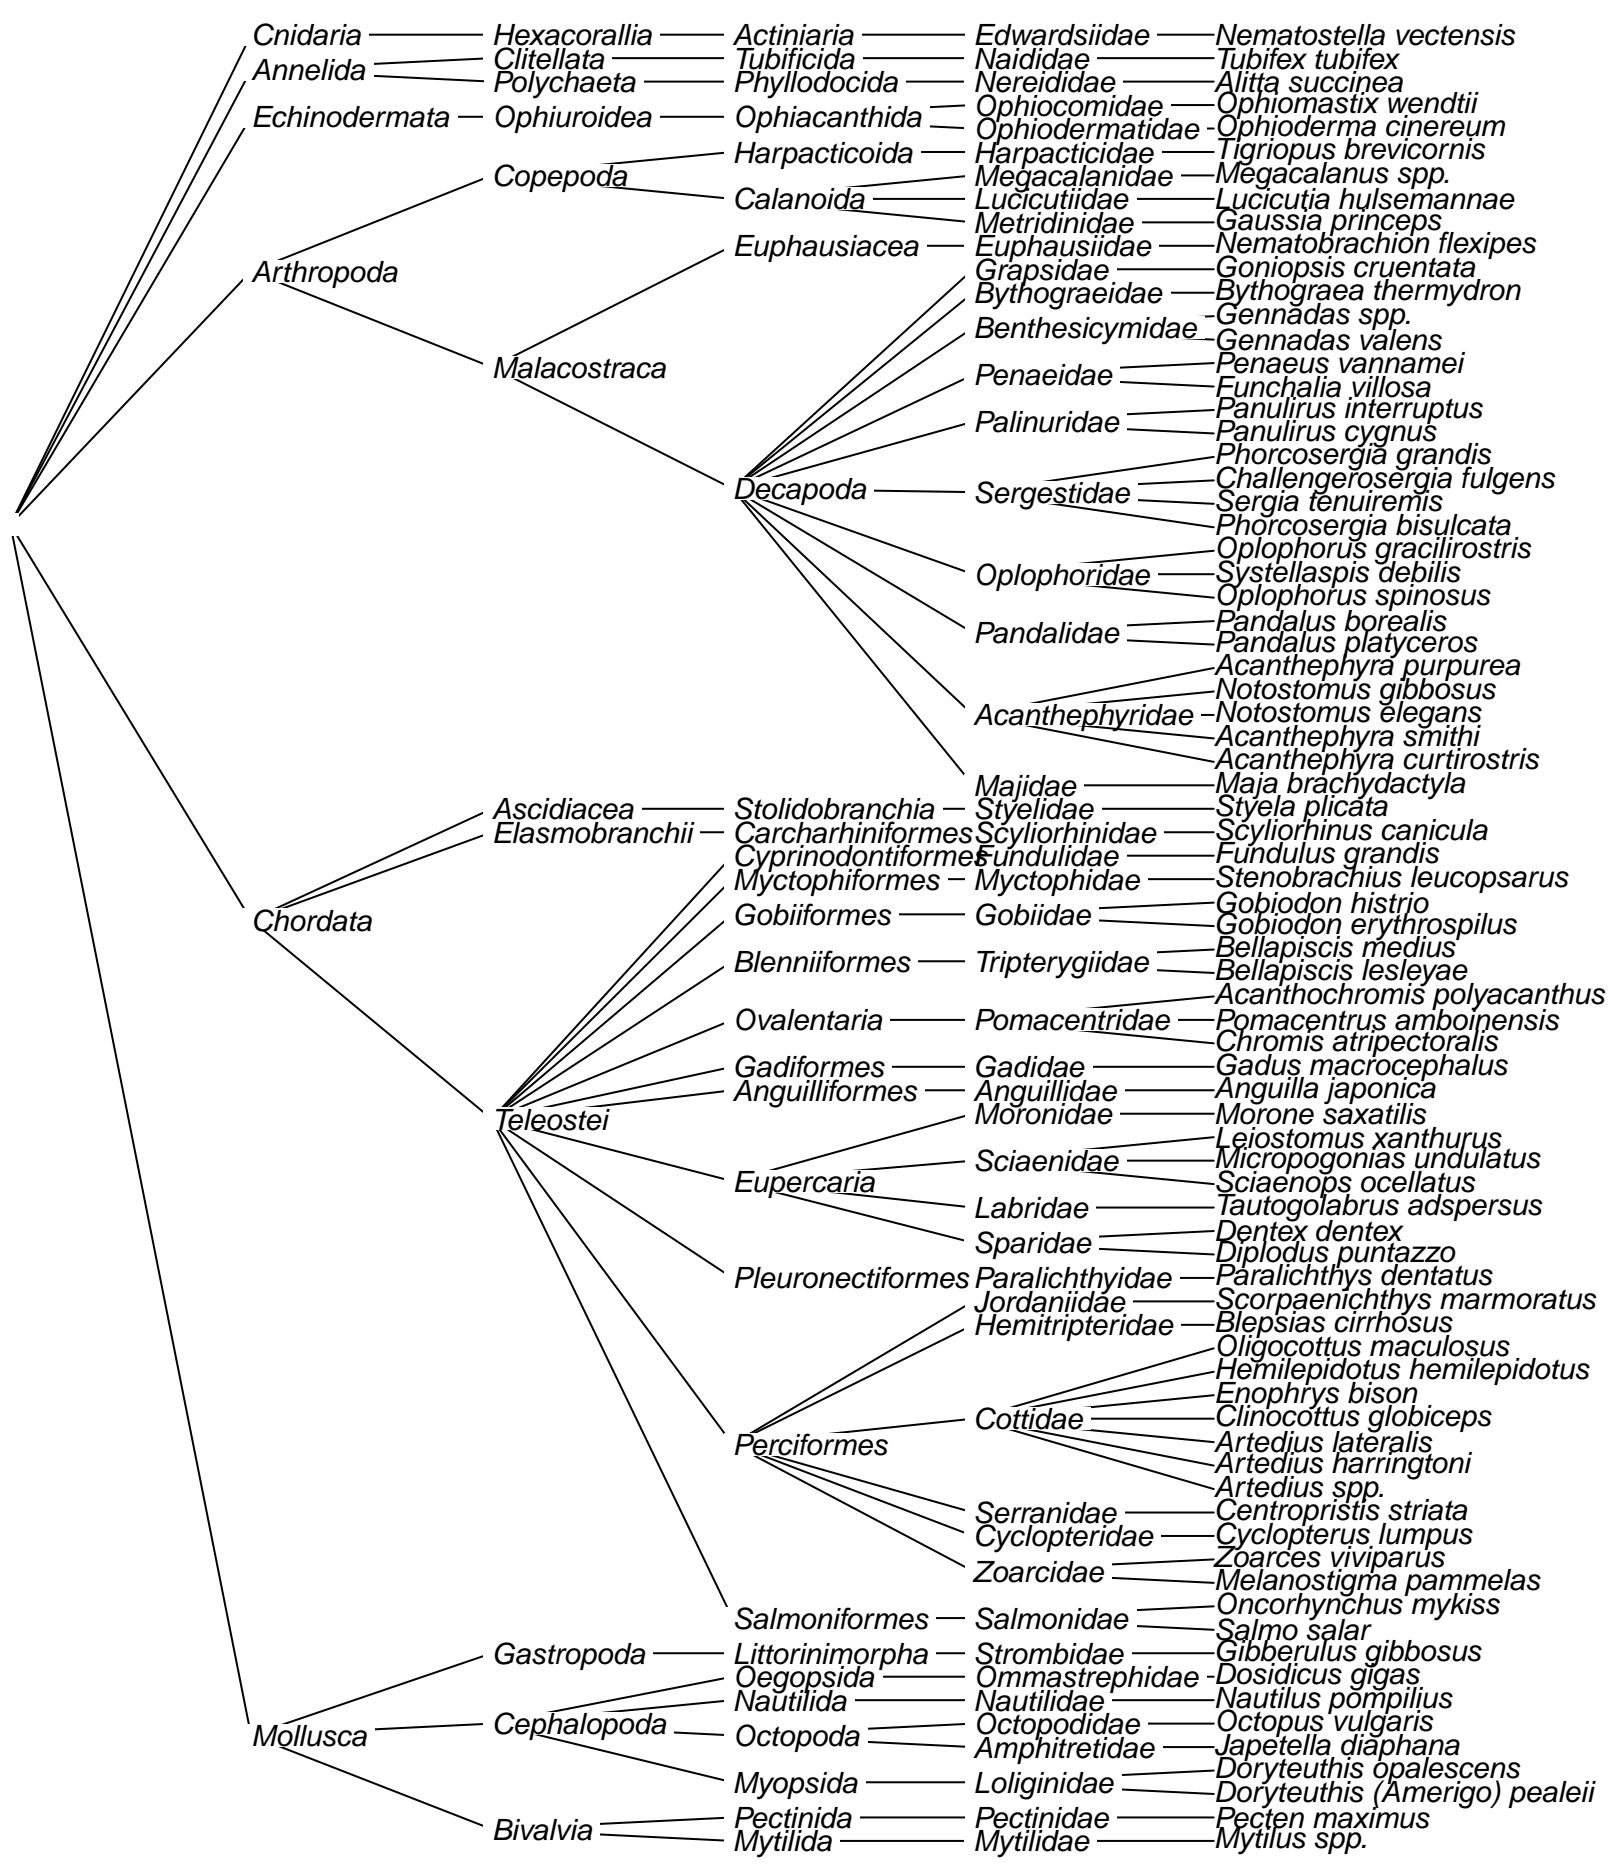 Cnidaria Hexacorallia Actiniaria Edwardsiidae Nematostella vectensis
Clitellata Tubificida Naididae Tubifex tubifex
Annelida
Polychaeta Phyllodocida Nereididae Alitta succinea
Ophiocomidae Ophiomastix wendtii
Echinodermata Ophiuroidea Ophiacanthida
Ophiodermatidae Ophioderma cinereum
Harpacticoida Harpacticidae Tigriopus brevicornis
Copepoda Megacalanidae Megacalanus spp.
Calanoida Lucicutiidae Lucicutia hulsemannae
Metridinidae Gaussia princeps
Euphausiacea Euphausiidae Nematobrachion flexipes
Arthropoda Grapsidae Goniopsis cruentata
Bythograeidae Bythograea thermydron
Gennadas spp.
Benthesicymidae
Gennadas valens
Penaeus vannamei
Malacostraca Penaeidae
Funchalia villosa
Panulirus interruptus
Palinuridae
Panulirus cygnus
Phorcosergia grandis
Challengerosergia fulgens
Decapoda Sergestidae
Sergia tenuiremis
Phorcosergia bisulcata
Oplophorus gracilirostris
Oplophoridae Systellaspis debilis
Oplophorus spinosus
Pandalus borealis
Pandalidae
Pandalus platyceros
Acanthephyra purpurea
Notostomus gibbosus
Acanthephyridae Notostomus elegans
Acanthephyra smithi
Acanthephyra curtirostris
Majidae Maja brachydactyla
Ascidiacea Stolidobranchia Styelidae Styela plicata
Elasmobranchii Carcharhiniformes Scyliorhinidae Scyliorhinus canicula
Cyprinodontiformes Fundulidae Fundulus grandis
Myctophiformes Myctophidae Stenobrachius leucopsarus
Gobiodon histrio
Chordata Gobiiformes Gobiidae
Gobiodon erythrospilus
Bellapiscis medius
Blenniiformes Tripterygiidae
Bellapiscis lesleyae
Acanthochromis polyacanthus
Ovalentaria Pomacentridae Pomacentrus amboinensis
Chromis atripectoralis
Gadiformes Gadidae Gadus macrocephalus
Anguilliformes Anguillidae Anguilla japonica
Teleostei Moronidae Morone saxatilis
Leiostomus xanthurus
Sciaenidae Micropogonias undulatus
Eupercaria Sciaenops ocellatus
Labridae Tautogolabrus adspersus
Dentex dentex
Sparidae
Diplodus puntazzo
Pleuronectiformes Paralichthyidae Paralichthys dentatus
Jordaniidae Scorpaenichthys marmoratus
Hemitripteridae Blepsias cirrhosus
Oligocottus maculosus
Hemilepidotus hemilepidotus
Enophrys bison
Cottidae Clinocottus globiceps
Perciformes Artedius lateralis
Artedius harringtoni
Artedius spp.
Serranidae Centropristis striata
Cyclopteridae Cyclopterus lumpus
Zoarces viviparus
Zoarcidae
Melanostigma pammelas
Oncorhynchus mykiss
Salmoniformes Salmonidae
Salmo salar
Gastropoda Littorinimorpha Strombidae Gibberulus gibbosus
Oegopsida Ommastrephidae Dosidicus gigas
Nautilida Nautilidae Nautilus pompilius
Cephalopoda Octopodidae Octopus vulgaris
Mollusca Octopoda
Amphitretidae Japetella diaphana
Doryteuthis opalescens
Myopsida Loliginidae
Doryteuthis (Amerigo) pealeii
Pectinida Pectinidae Pecten maximus
Bivalvia
Mytilida Mytilidae Mytilus spp.